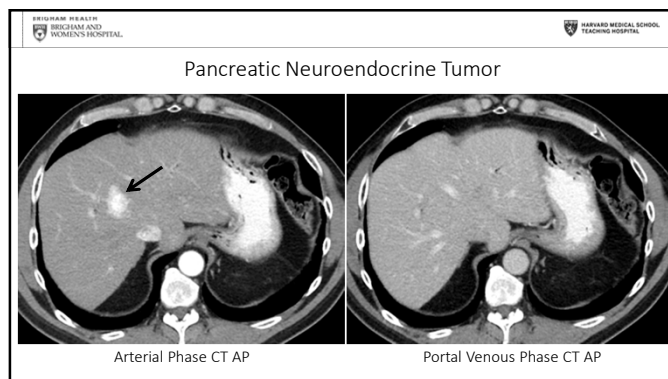 BRIGHAM HEALTH
BRIGHAM AND
WOMEN'S HOSPITAL
HARVARD MEDICAL SCHOOL
TEACHING HOSPITAL
Pancreatic Neuroendocrine Tumor
Arterial Phase CT AP
Portal Venous Phase CT AP